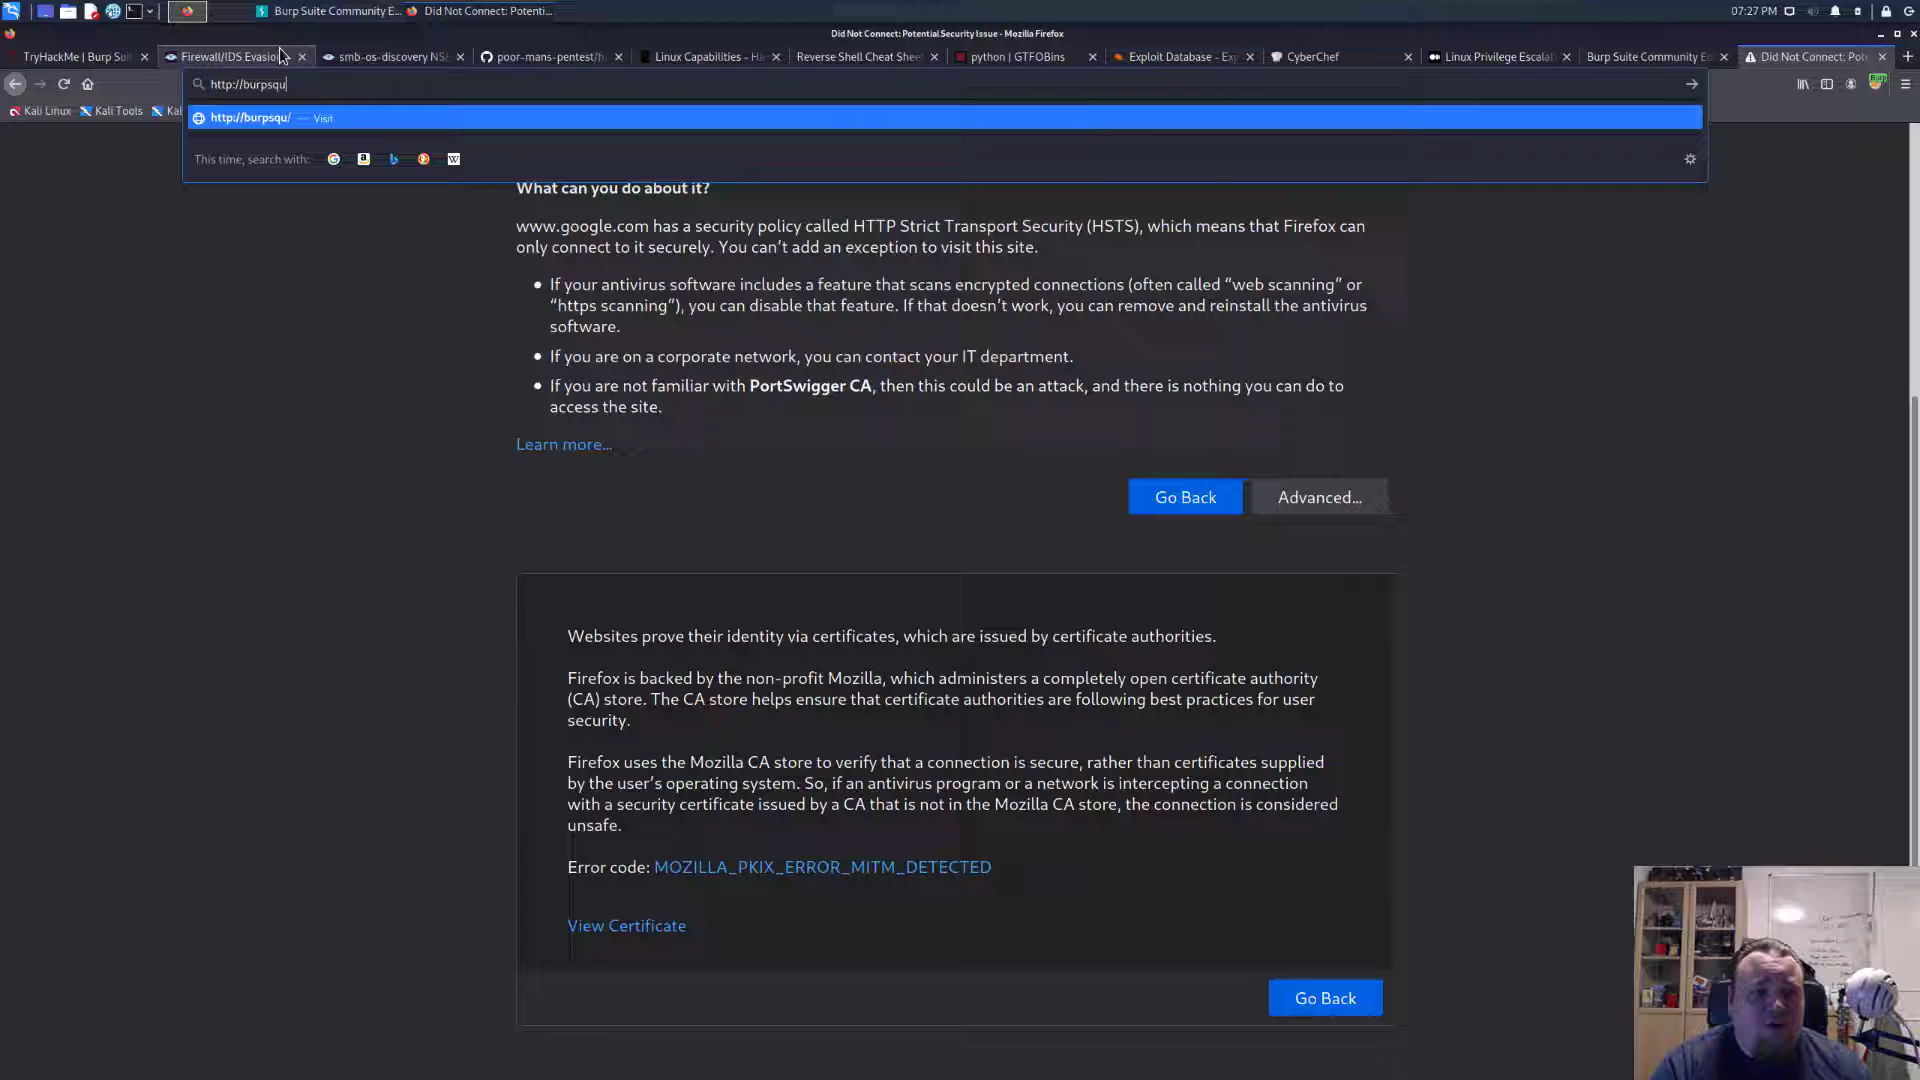 Burp Suite Community E...
Did Not Connect: Potenti...
07:27 PM
Did Not Connect: Potential Security Issue - Mozilla Firefox
TryHackMe | Burp Sui
Firewall/IDS Evasion
smb-os-discovery NS
poor-mans-pentest/h
Linux Capabilities - Ha
Reverse Shell Cheat Shee
python | GTFOBins
Exploit Database - Exp
CyberChef
Linux Privilege Escalat
Burp Suite Community Ed
Did Not Connect: Pot
http://burpsqu
Burp
Kali Linux
Kali Tools
Kal
http://burpsqu/ — Visit
This time, search with:
What can you do about it?
www.google.com has a security policy called HTTP Strict Transport Security (HSTS), which means that Firefox can
only connect to it securely. You can’t add an exception to visit this site.
If your antivirus software includes a feature that scans encrypted connections (often called “web scanning” or
“https scanning”), you can disable that feature. If that doesn’t work, you can remove and reinstall the antivirus
software.
If you are on a corporate network, you can contact your IT department.
If you are not familiar with PortSwigger CA, then this could be an attack, and there is nothing you can do to
access the site.
Learn more...
Go Back
Advanced...
Websites prove their identity via certificates, which are issued by certificate authorities.
Firefox is backed by the non-profit Mozilla, which administers a completely open certificate authority
(CA) store. The CA store helps ensure that certificate authorities are following best practices for user
security.
Firefox uses the Mozilla CA store to verify that a connection is secure, rather than certificates supplied
by the user’s operating system. So, if an antivirus program or a network is intercepting a connection
with a security certificate issued by a CA that is not in the Mozilla CA store, the connection is considered
unsafe.
Error code: MOZILLA_PKIX_ERROR_MITM_DETECTED
View Certificate
Go Back